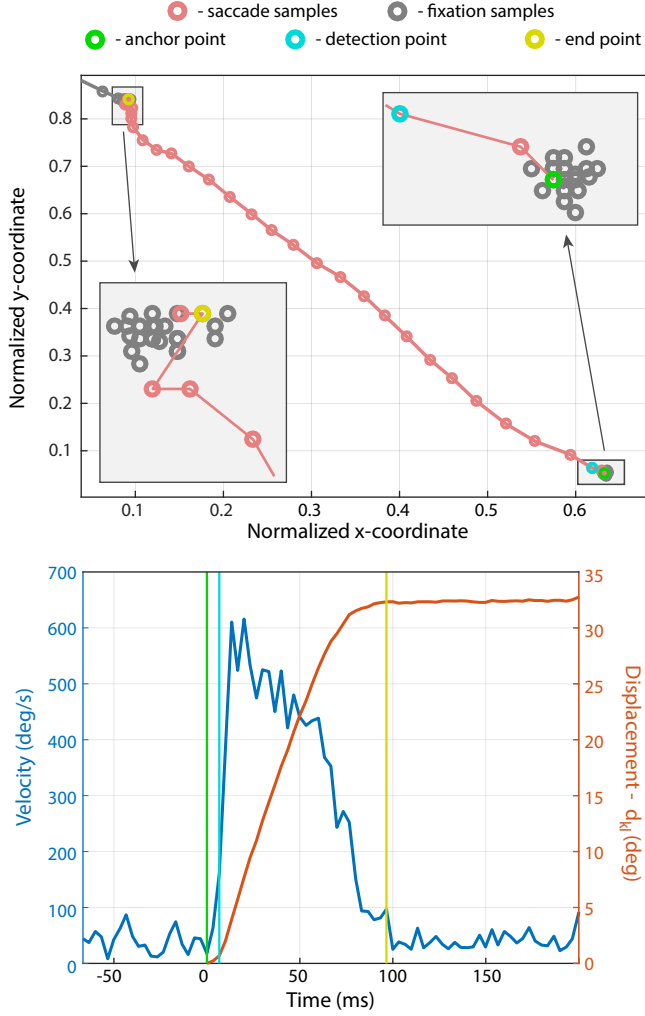 - saccade samples - fixation samples
- anchor point - detection point - end point
Normalized y-coordinate
0.8
0.7
0.6
0.5
0.4
0.3
0.2
0.1
0.1 0.2 0.3 0.4 0.5 0.6
Normalized x-coordinate
Velocity (deg/s)
700
600
500
400
300
200
100
0
35
30
25
20
15
10
5
0
Displacement - dkl
(deg)
-50 0 50 100 150
Time (ms)